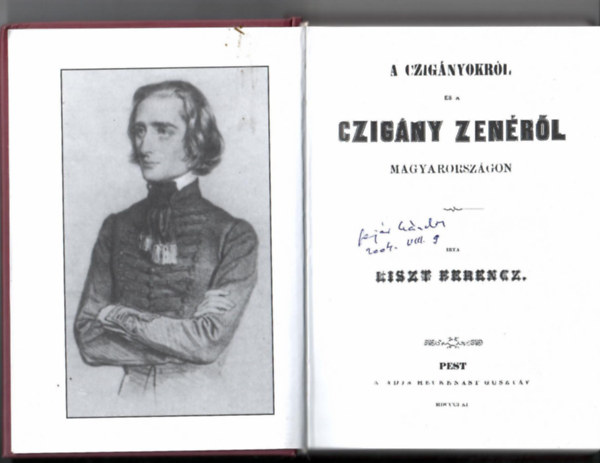 A CZIGÁNYOKRÓL
ÉS A
CZIGÁNY ZENÉRŐL
MAGYARORSZÁGON
2004. VIII. 9
IRTA
LISZT FERENCZ.
PEST